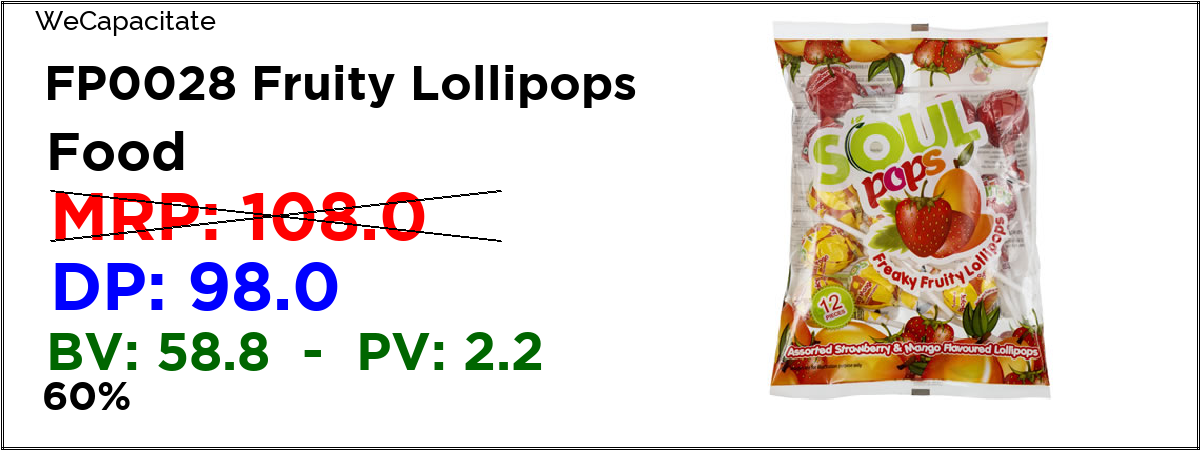 WeCapacitate
FP0028 Fruity Lollipops
Food
MRP: 108.0
DP: 98.0
BV: 58.8 - PV: 2.2
60%
SOUL
pops
Freaky Fruity Lollipops
12
PIECES
Assorted Strawberry & Mango Flavoured Lollipops